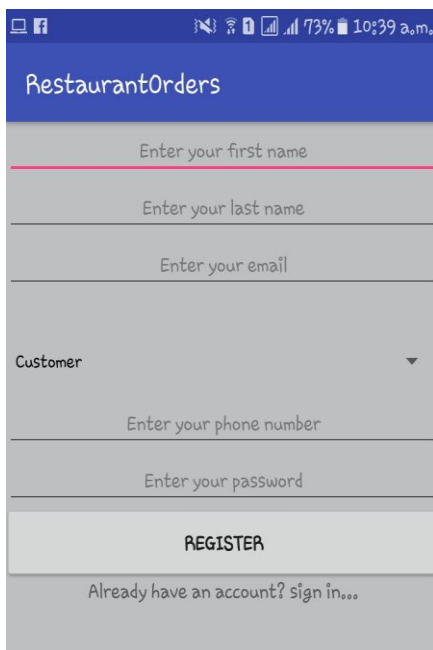 73% 10:39 a.m.
RestaurantOrders
Enter your first name
Enter your last name
Enter your email
Customer
Enter your phone number
Enter your password
REGISTER
Already have an account? sign in...